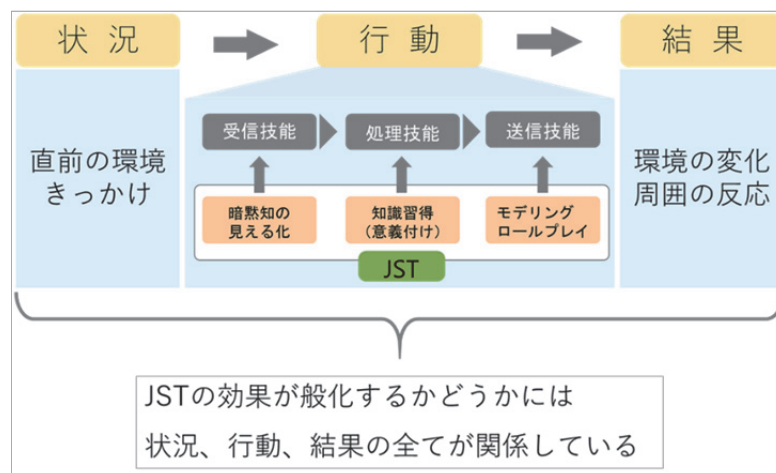 状況
行動
結果
直前の環境
きっかけ
受信技能
処理技能
送信技能
暗黙知の
見える化
知識習得
(意義付け)
モデリング
ロールプレイ
JST
環境の変化
周囲の反応
JSTの効果が般化するかどうかには
状況、行動、結果の全てが関係している